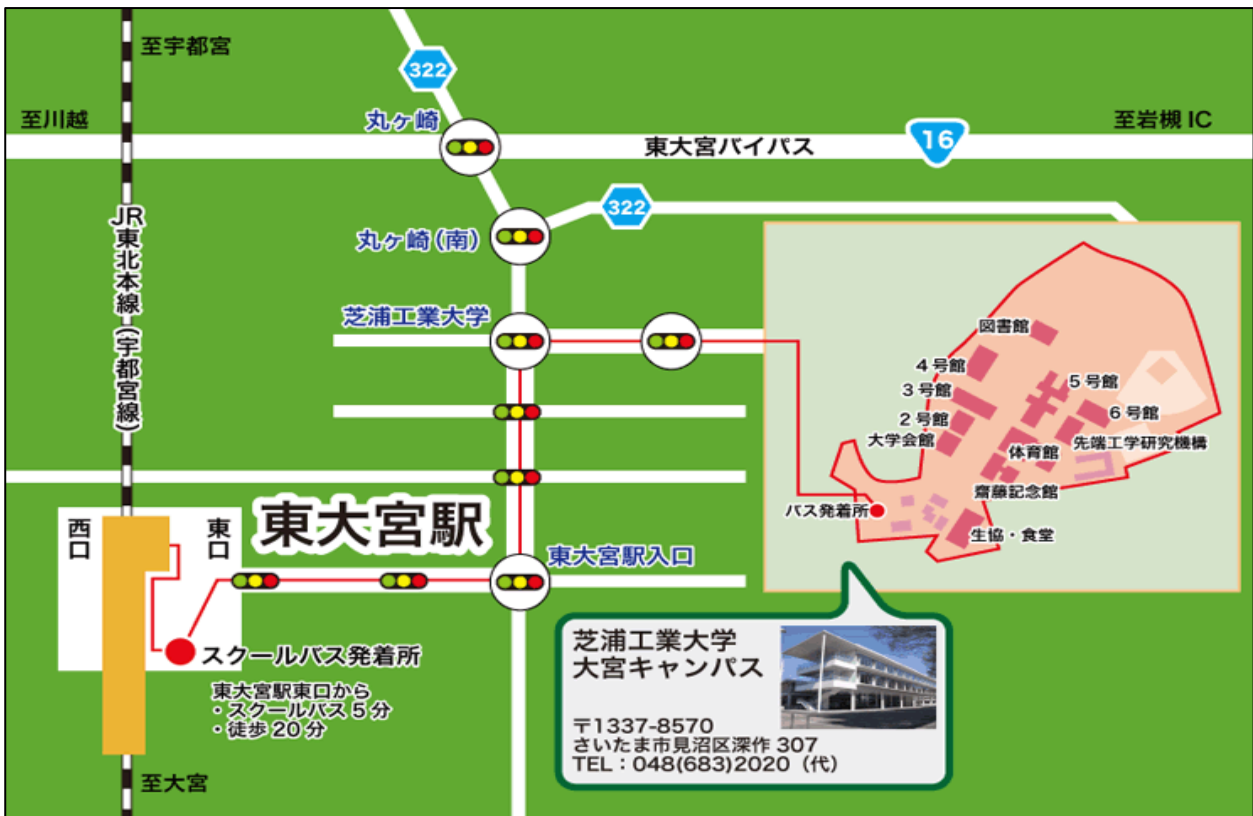 至宇都宮
322
至川越
丸ヶ崎
東大宮バイパス
16
至岩槻 IC
322
丸ヶ崎（南）
JR東北本線（宇都宮線）
芝浦工業大学
図書館
4 号館
5 号館
3 号館
6 号館
2 号館
大学会館
先端工学研究機構
体育館
齋藤記念館
バス発着所
生協・食堂
西口
東口
東大宮駅
東大宮駅入口
スクールバス発着所
東大宮駅東口から
・スクールバス 5 分
・徒歩 20 分
芝浦工業大学
大宮キャンパス
〒1337-8570
さいたま市見沼区深作 307
TEL：048(683)2020（代）
至大宮